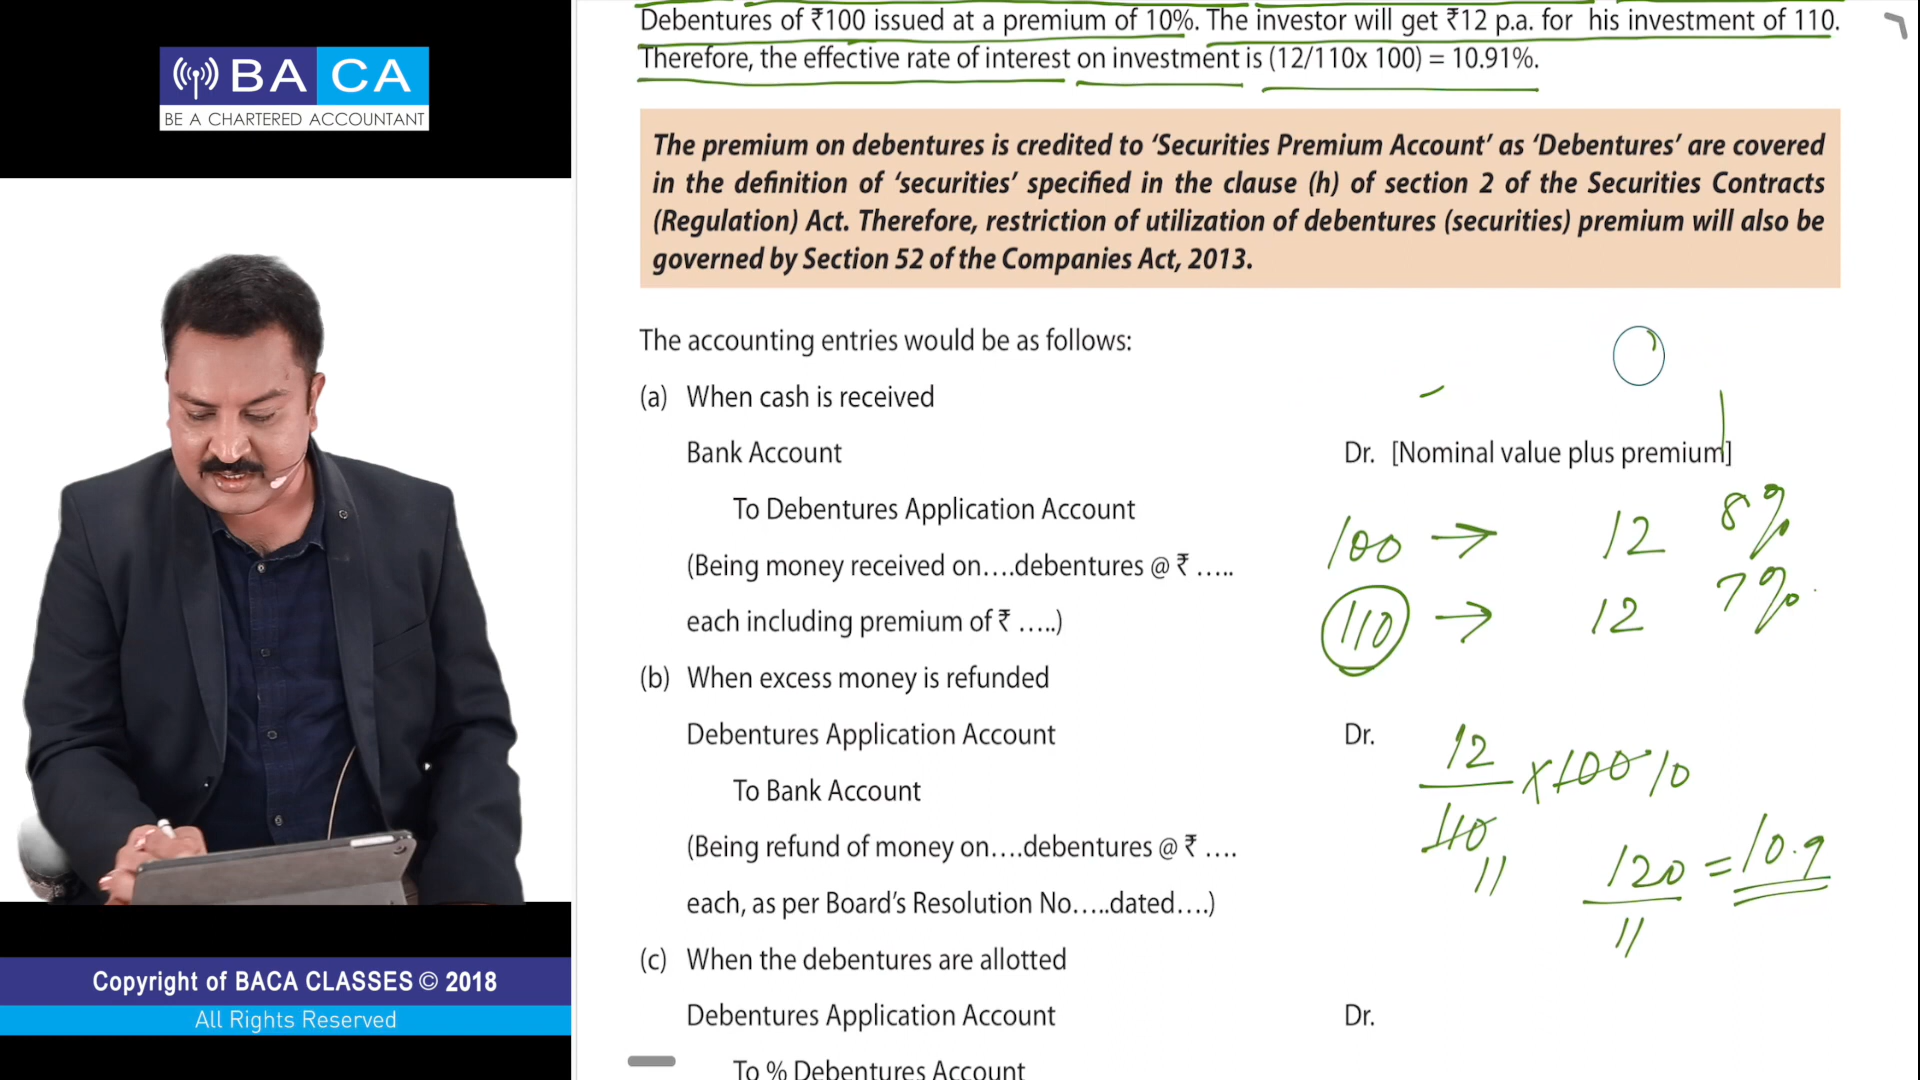 BA CA
BE A CHARTERED ACCOUNTANT
Debentures of ₹100 issued at a premium of 10%. The investor will get ₹12 p.a. for his investment of 110.
Therefore, the effective rate of interest on investment is (12/110x 100) = 10.91%.
The premium on debentures is credited to ‘Securities Premium Account’ as ‘Debentures’ are covered
in the definition of ‘securities’ specified in the clause (h) of section 2 of the Securities Contracts
(Regulation) Act. Therefore, restriction of utilization of debentures (securities) premium will also be
governed by Section 52 of the Companies Act, 2013.
The accounting entries would be as follows:
(a) When cash is received
Bank Account Dr. [Nominal value plus premium]
To Debentures Application Account
(Being money received on….debentures @ ₹ …..
each including premium of ₹ …..)
(b) When excess money is refunded
Debentures Application Account Dr.
To Bank Account
(Being refund of money on….debentures @ ₹ ….
each, as per Board’s Resolution No…..dated….)
(c) When the debentures are allotted
Debentures Application Account Dr.
To % Debentures Account
100 → 12 8%
110 → 12 7%
12
110 × 100 10
11
120 = 10.9
11
Copyright of BACA CLASSES © 2018
All Rights Reserved